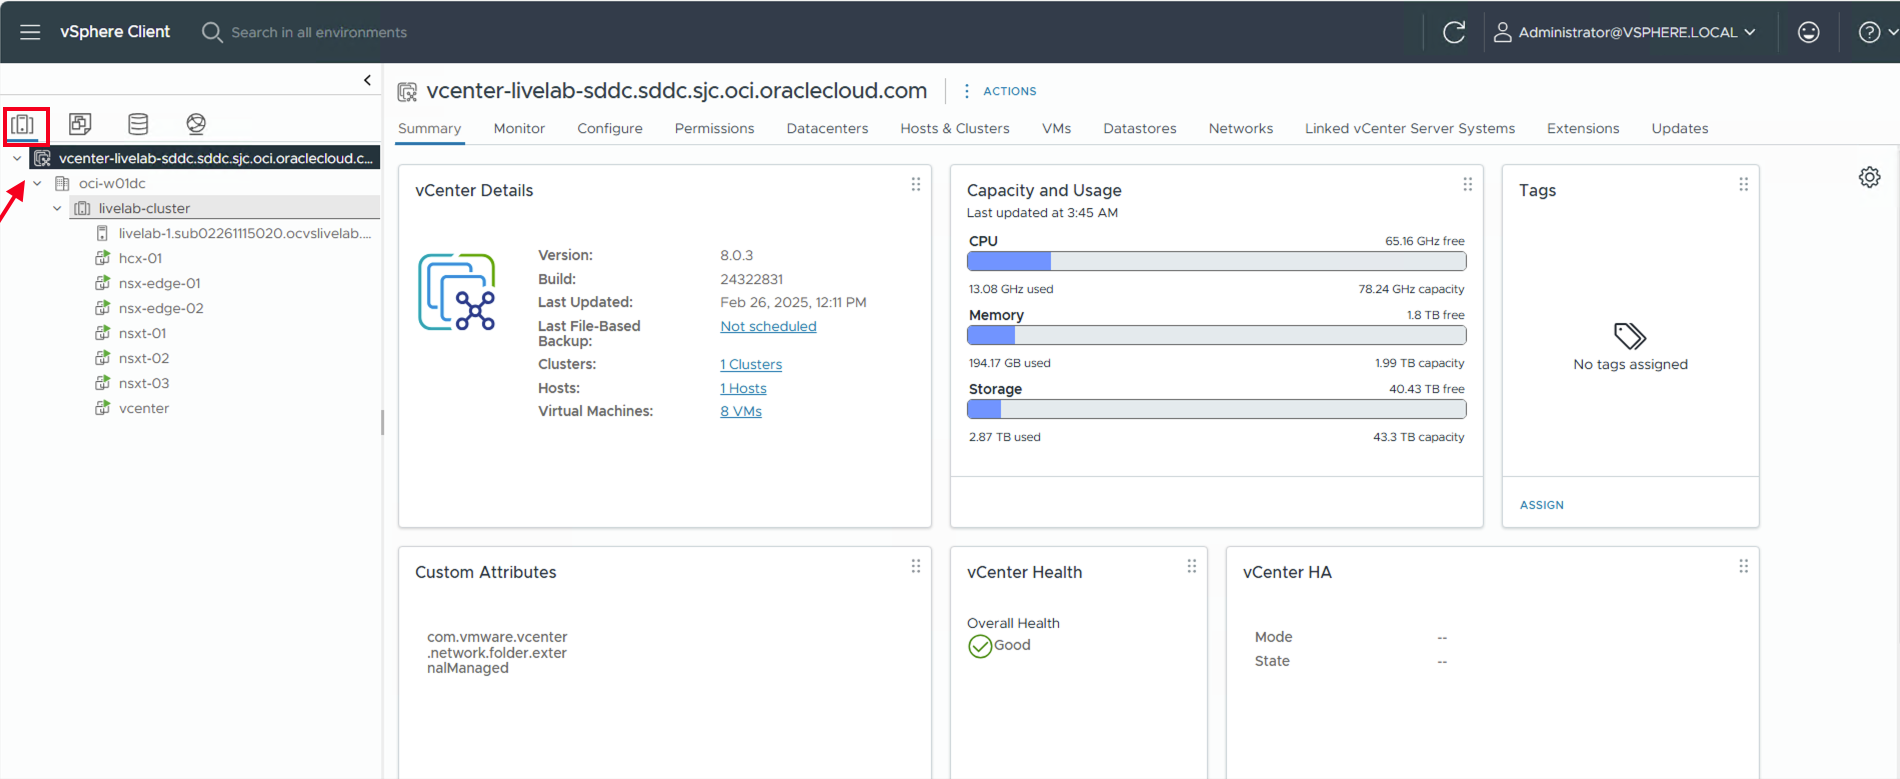 vSphere Client
Search in all environments
Administrator@VSPHERE.LOCAL
vcenter-livelab-sddc.sddc.sjc.oci.oraclecloud.c...
oci-w01dc
livelab-cluster
livelab-1.sub02261115020.ocvslivelab....
hcx-01
nsx-edge-01
nsx-edge-02
nsxt-01
nsxt-02
nsxt-03
vcenter
vcenter-livelab-sddc.sddc.sjc.oci.oraclecloud.com
ACTIONS
Summary Monitor Configure Permissions Datacenters Hosts & Clusters VMs Datastores Networks Linked vCenter Server Systems Extensions Updates
vCenter Details
Version: 8.0.3
Build: 24322831
Last Updated: Feb 26, 2025, 12:11 PM
Last File-Based Not scheduled
Backup:
Clusters: 1 Clusters
Hosts: 1 Hosts
Virtual Machines: 8 VMs
Capacity and Usage
Last updated at 3:45 AM
CPU 65.16 GHz free
13.08 GHz used 78.24 GHz capacity
Memory 1.8 TB free
194.17 GB used 1.99 TB capacity
Storage 40.43 TB free
2.87 TB used 43.3 TB capacity
Tags
No tags assigned
ASSIGN
Custom Attributes
com.vmware.vcenter
.network.folder.exter
nalManaged
vCenter Health
Overall Health
Good
vCenter HA
Mode --
State --